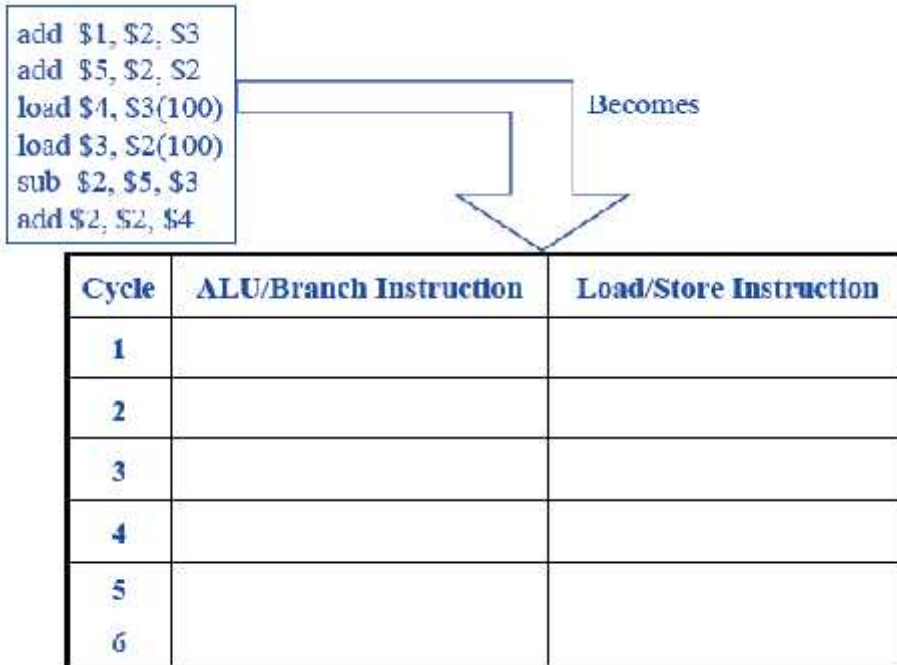 add $1, $2, $3
add $5, $2, $2
load $4, $3(100)
load $3, $2(100)
sub $2, $5, $3
add $2, $2, $4
Becomes
Cycle ALU/Branch Instruction Load/Store Instruction
1
2
3
4
5
6